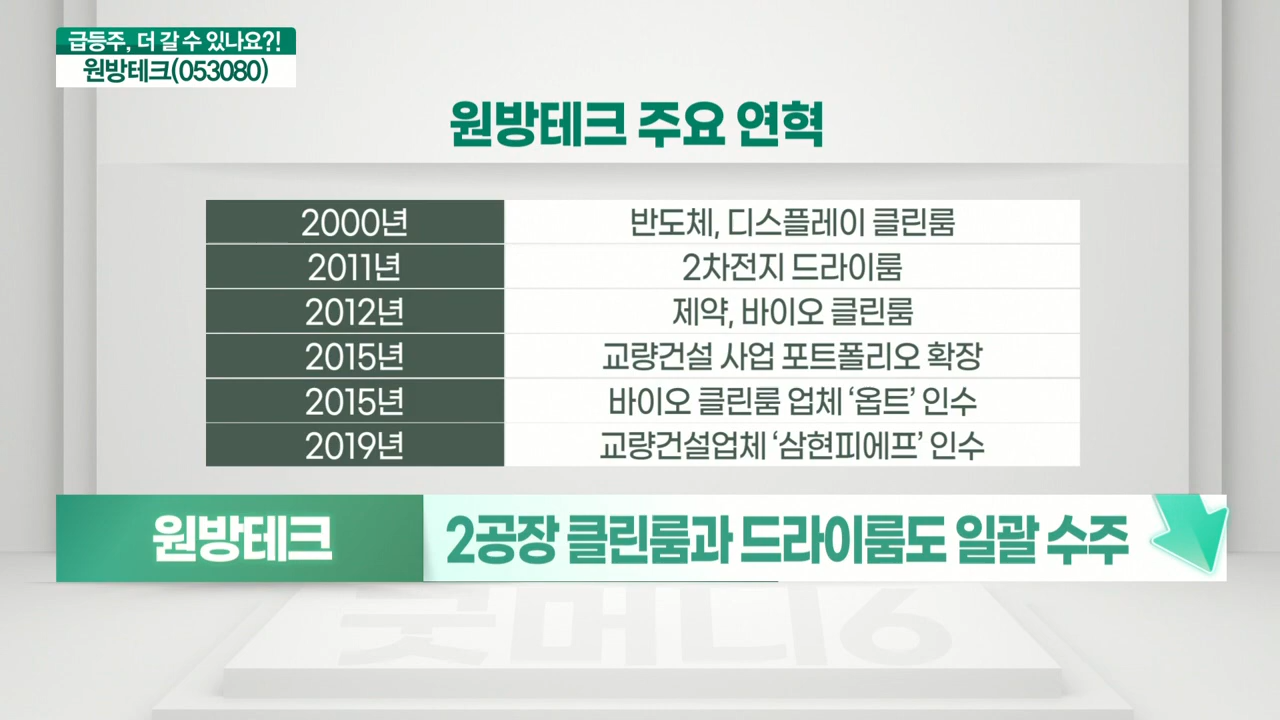 급등주, 더 갈 수 있나요?!
원방테크(053080)
원방테크 주요 연혁
2000년 반도체, 디스플레이 클린룸
2011년 2차전지 드라이룸
2012년 제약, 바이오 클린룸
2015년 교량건설 사업 포트폴리오 확장
2015년 바이오 클린룸 업체 ‘옵트’ 인수
2019년 교량건설업체 ‘삼현피에프’ 인수
원방테크 2공장 클린룸과 드라이룸도 일괄 수주
굿머니6